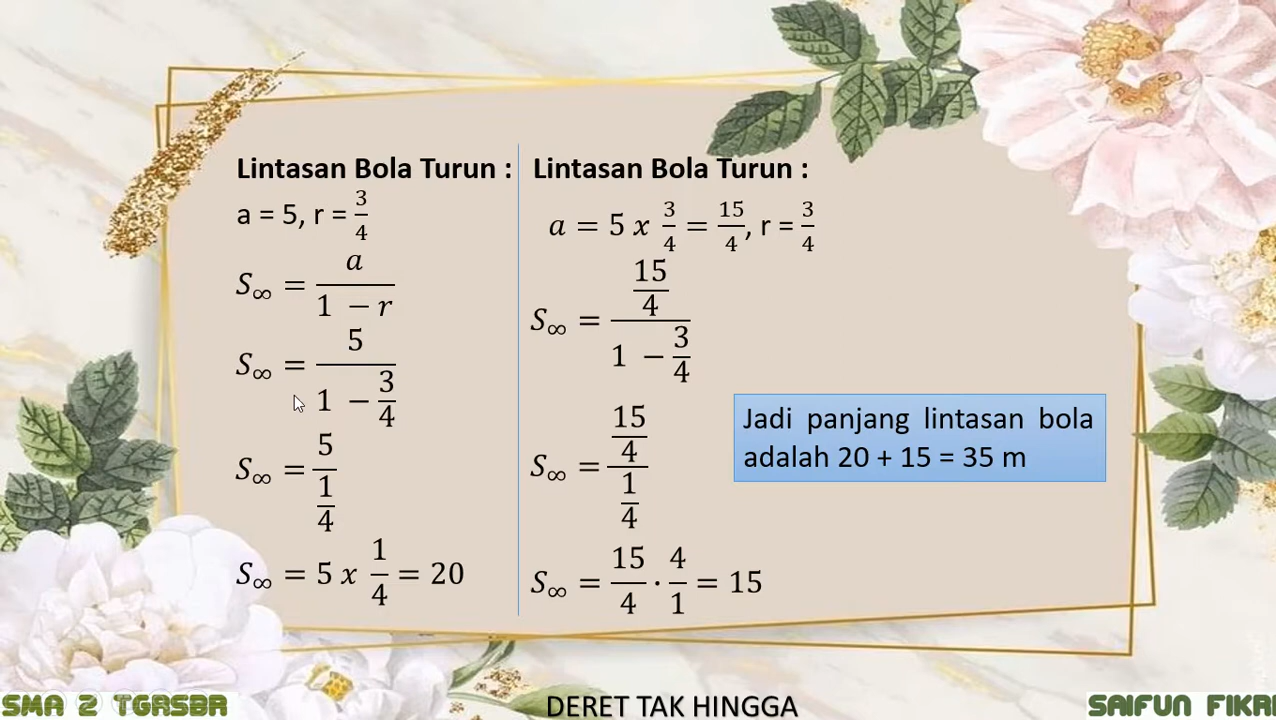 Lintasan Bola Turun :
a = 5, r = 3/4
S∞ = a/(1 − r)
S∞ = 5/(1 − 3/4)
S∞ = 5/(1/4)
S∞ = 5 x 1/4 = 20
Lintasan Bola Turun :
a = 5 x 3/4 = 15/4, r = 3/4
S∞ = (15/4)/(1 − 3/4)
S∞ = (15/4)/(1/4)
S∞ = 15/4 · 4/1 = 15
Jadi panjang lintasan bola
adalah 20 + 15 = 35 m
SMA 2 TGRSBR
DERET TAK HINGGA
SAIFUN FIKRI